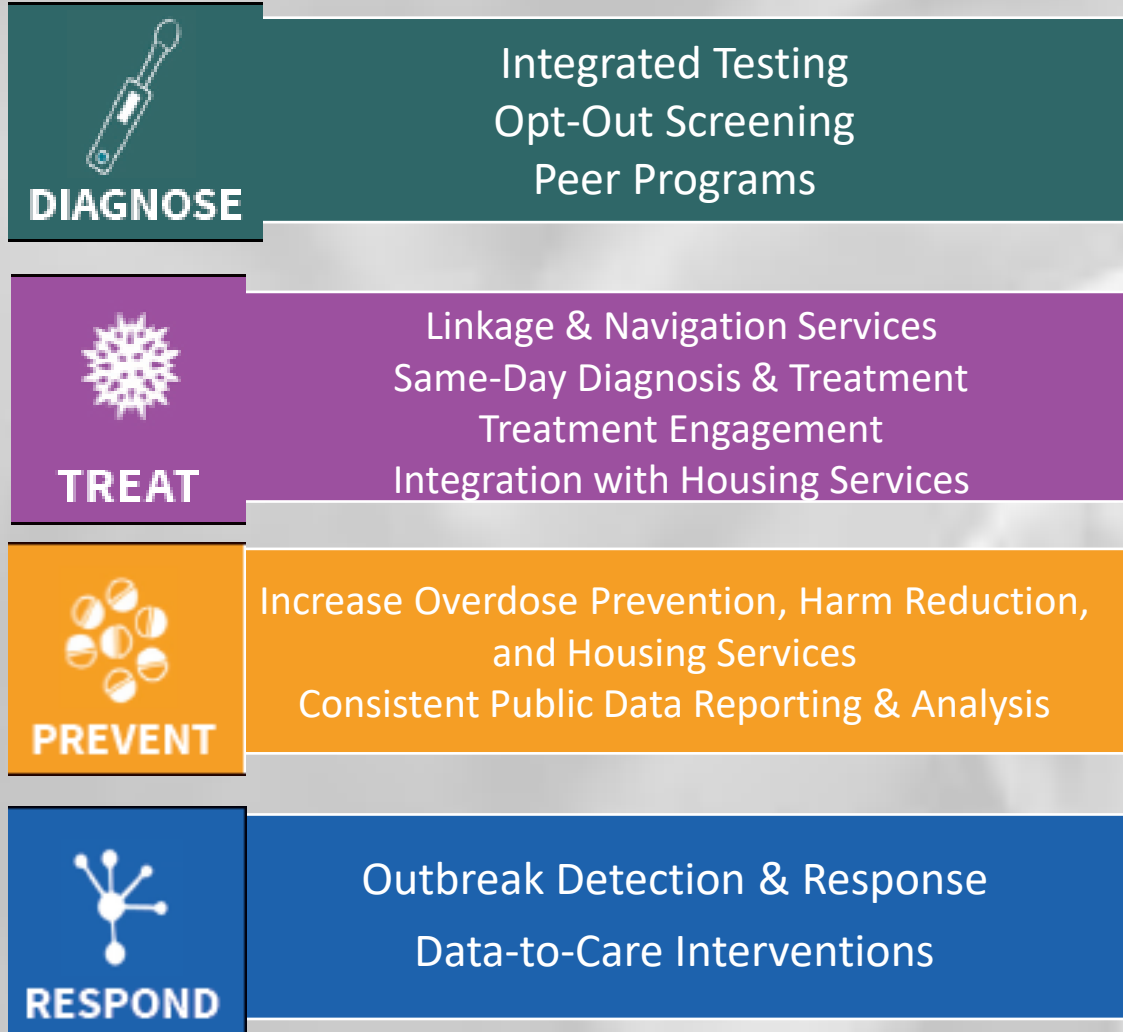 DIAGNOSE
Integrated Testing
Opt-Out Screening
Peer Programs
TREAT
Linkage & Navigation Services
Same-Day Diagnosis & Treatment
Treatment Engagement
Integration with Housing Services
PREVENT
Increase Overdose Prevention, Harm Reduction,
and Housing Services
Consistent Public Data Reporting & Analysis
RESPOND
Outbreak Detection & Response
Data-to-Care Interventions